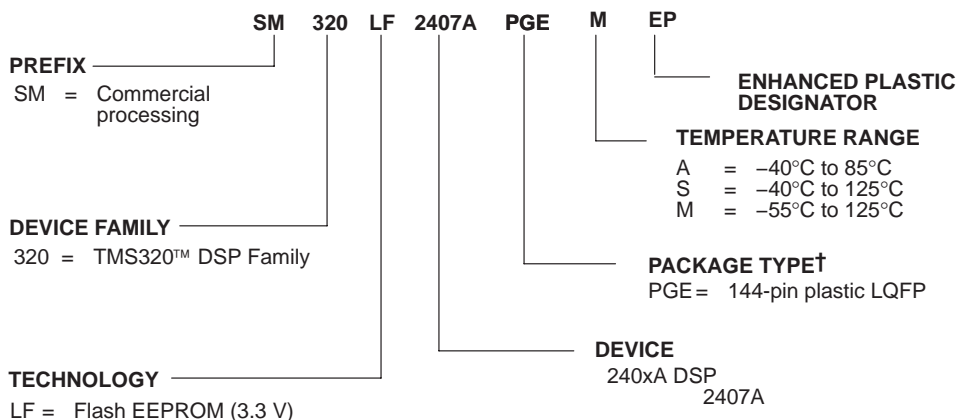 SM 320 LF 2407A PGE M EP
PREFIX
SM = Commercial
processing
DEVICE FAMILY
320 = TMS320™ DSP Family
TECHNOLOGY
LF = Flash EEPROM (3.3 V)
ENHANCED PLASTIC
DESIGNATOR
TEMPERATURE RANGE
A = −40°C to 85°C
S = −40°C to 125°C
M = −55°C to 125°C
PACKAGE TYPE†
PGE = 144-pin plastic LQFP
DEVICE
240xA DSP
2407A